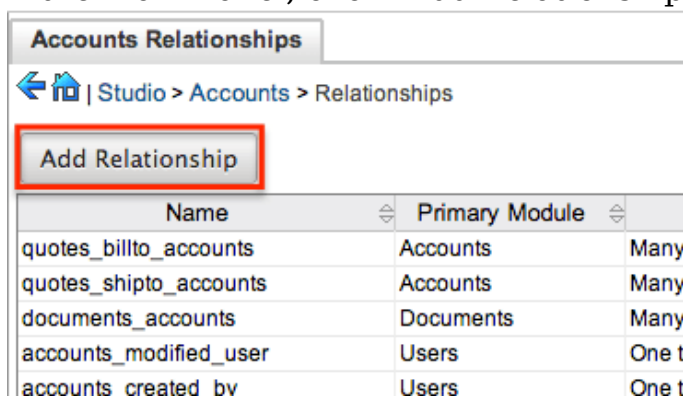 Accounts Relationships
| Studio > Accounts > Relationships
Add Relationship
Name Primary Module
quotes_billto_accounts Accounts Many
quotes_shipto_accounts Accounts Many
documents_accounts Documents Many
accounts_modified_user Users One t
accounts_created_by Users One t